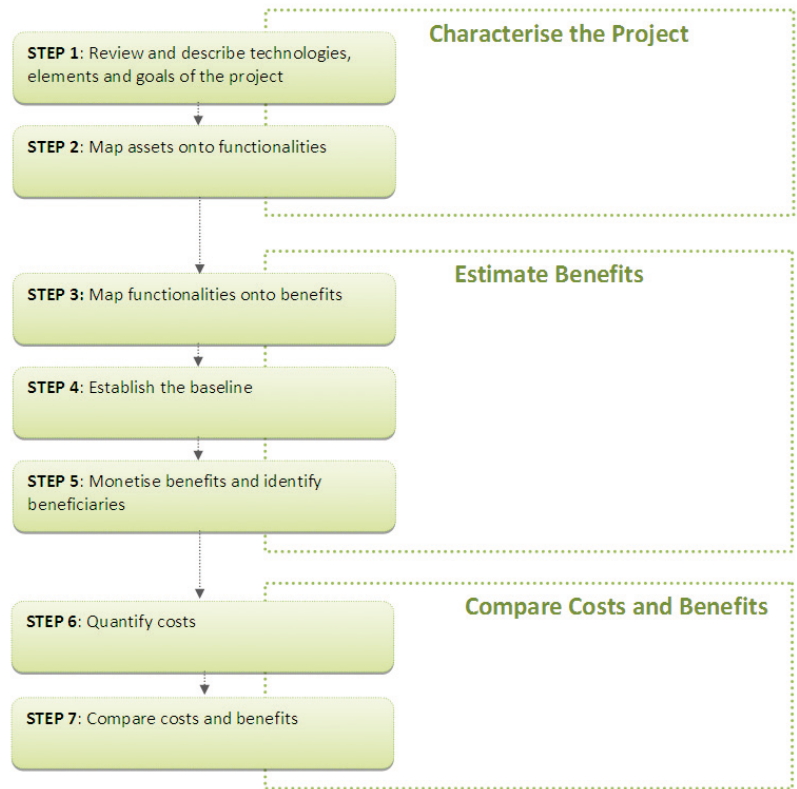 Characterise the Project
STEP 1: Review and describe technologies,
elements and goals of the project
STEP 2: Map assets onto functionalities
Estimate Benefits
STEP 3: Map functionalities onto benefits
STEP 4: Establish the baseline
STEP 5: Monetise benefits and identify
beneficiaries
Compare Costs and Benefits
STEP 6: Quantify costs
STEP 7: Compare costs and benefits